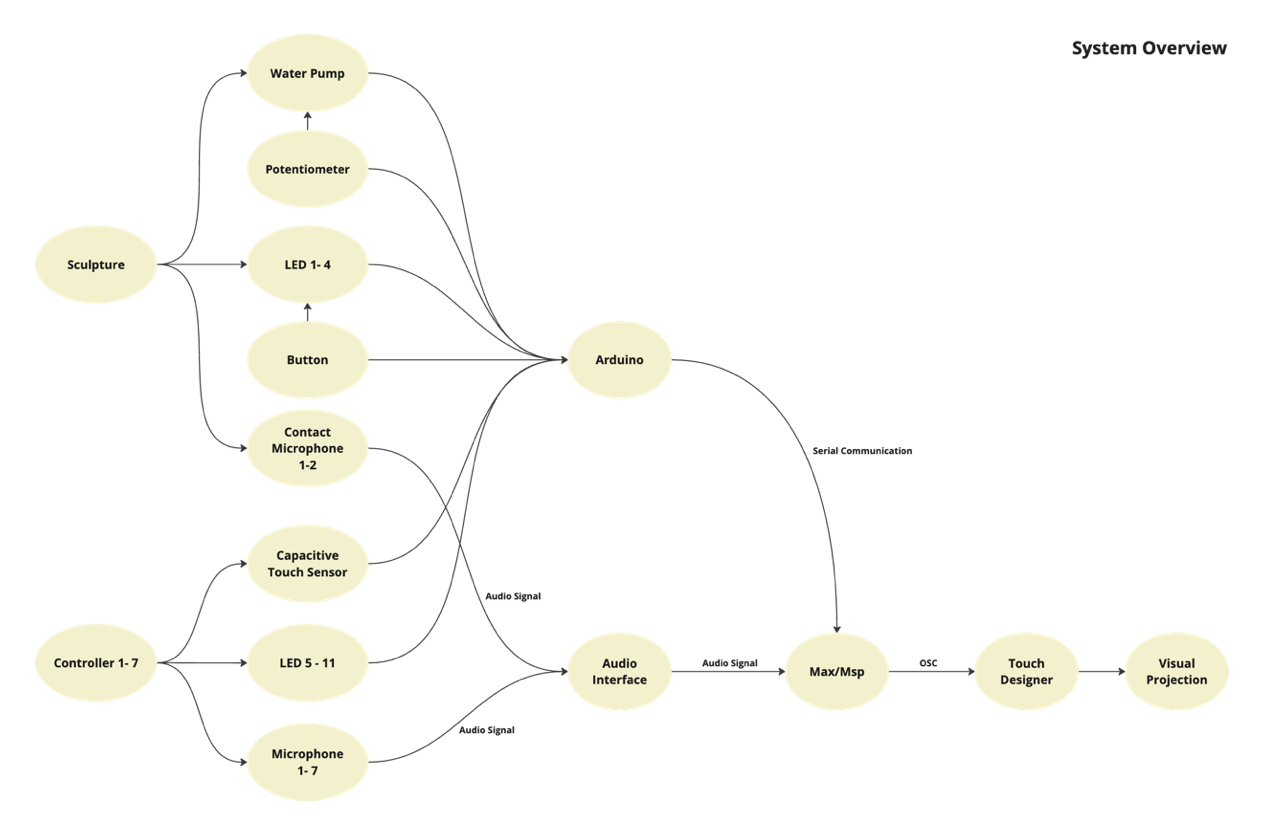 System Overview
Water Pump
Potentiometer
Sculpture
LED 1- 4
Button
Arduino
Contact
Microphone
1-2
Serial Communication
Capacitive
Touch Sensor
Audio Signal
Controller 1- 7
LED 5 - 11
Audio
Interface
Audio Signal
Max/Msp
OSC
Touch
Designer
Visual
Projection
Audio Signal
Microphone
1- 7